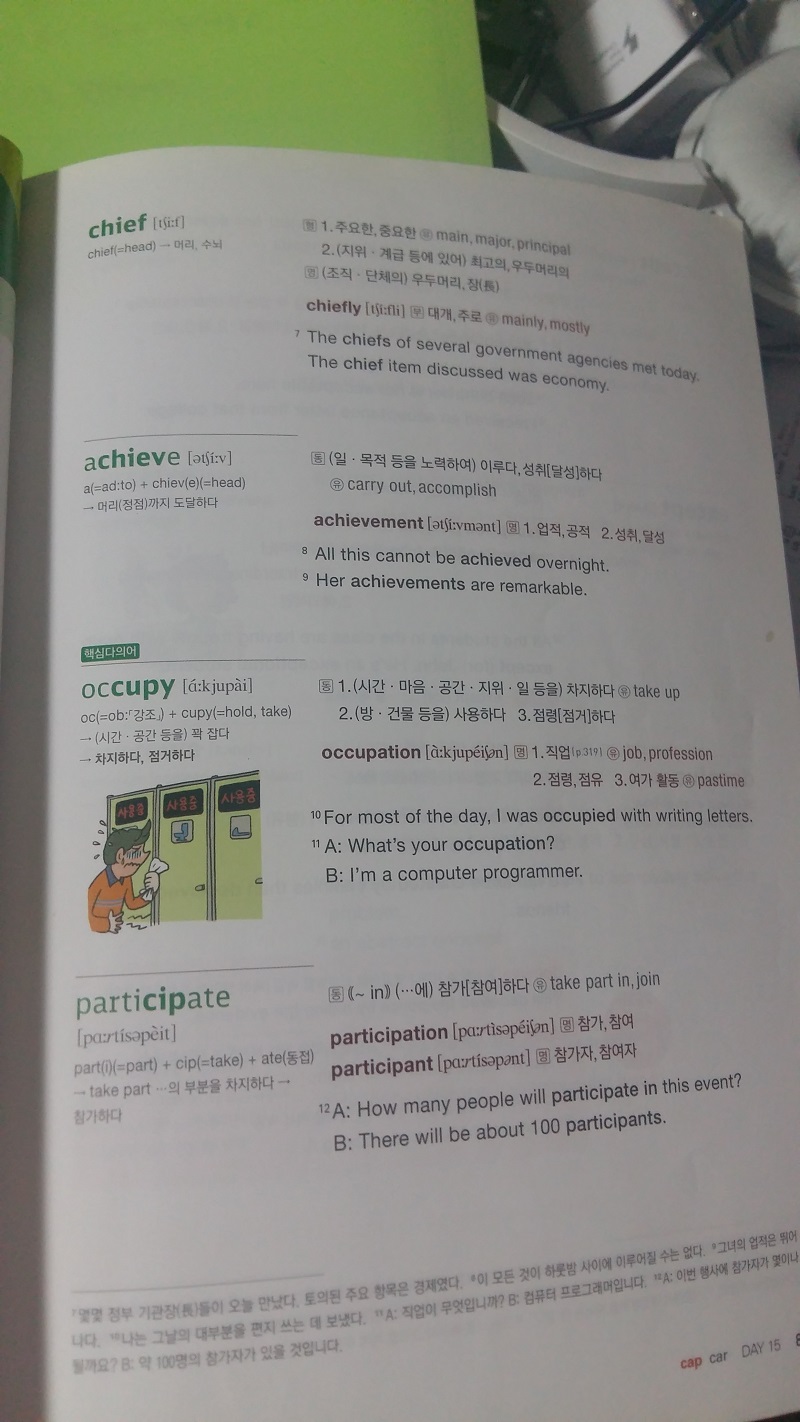 chief [tʃiːf]
chief(=head) → 머리, 수뇌
형 1. 주요한, 중요한 유 main, major, principal
2. (지위 · 계급 등에 있어) 최고의, 우두머리의
명 (조직 · 단체의) 우두머리, 장(長)
chiefly [tʃiːfli] 부 대개, 주로 유 mainly, mostly
7 The chiefs of several government agencies met today.
The chief item discussed was economy.
achieve [ətʃíːv]
a(=ad:to) + chiev(e)(=head)
→ 머리(정점)까지 도달하다
동 (일 · 목적 등을 노력하여) 이루다, 성취[달성]하다
유 carry out, accomplish
achievement [ətʃíːvmənt] 명 1. 업적, 공적 2. 성취, 달성
8 All this cannot be achieved overnight.
9 Her achievements are remarkable.
핵심다의어
occupy [ɑ́ːkjupài]
oc(=ob:「강조」) + cupy(=hold, take)
→ (시간 · 공간 등을) 꽉 잡다
→ 차지하다, 점거하다
사용중 사용중 사용중
동 1. (시간 · 마음 · 공간 · 지위 · 일 등을) 차지하다 유 take up
2. (방 · 건물 등을) 사용하다 3. 점령[점거]하다
occupation [ɑ̀ːkjupéiʃən] 명 1. 직업(p.319) 유 job, profession
2. 점령, 점유 3. 여가 활동 유 pastime
10 For most of the day, I was occupied with writing letters.
11 A: What's your occupation?
B: I'm a computer programmer.
participate
[pɑːrtísəpèit]
part(i)(=part) + cip(=take) + ate(동접)
→ take part …의 부분을 차지하다 →
참가하다
동 《~ in》 (…에) 참가[참여]하다 유 take part in, join
participation [pɑːrtìsəpéiʃən] 명 참가, 참여
participant [pɑːrtísəpənt] 명 참가자, 참여자
12 A: How many people will participate in this event?
B: There will be about 100 participants.
7 몇몇 정부 기관장(長)들이 오늘 만났다. 토의된 주요 항목은 경제였다. 8 이 모든 것이 하룻밤 사이에 이루어질 수는 없다. 9 그녀의 업적은 뛰어
나다. 10 나는 그날의 대부분을 편지 쓰는 데 보냈다. 11 A: 직업이 무엇입니까? B: 컴퓨터 프로그래머입니다. 12 A: 이번 행사에 참가자가 몇이나
될까요? B: 약 100명의 참가자가 있을 것입니다.
cap car DAY 15